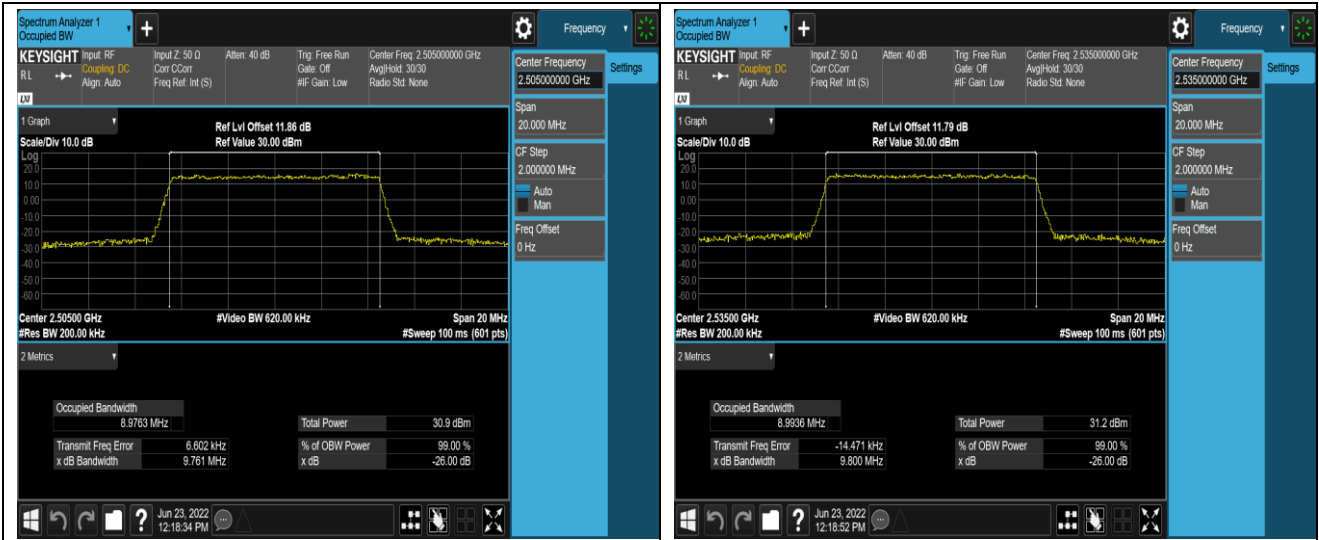 Spectrum Analyzer 1
Occupied BW
+
Frequency
KEYSIGHT Input: RF Input Z: 50 Ω Atten: 40 dB Trig: Free Run Center Freq: 2.505000000 GHz
RL Coupling: DC Corr CCorr Gate: Off Avg|Hold: 30/30
Align: Auto Freq Ref: Int (S) #IF Gain: Low Radio Std: None
LXI
Center Frequency
2.505000000 GHz
Settings
Span
20.000 MHz
CF Step
2.000000 MHz
Auto
Man
Freq Offset
0 Hz
1 Graph
Ref Lvl Offset 11.86 dB
Scale/Div 10.0 dB Ref Value 30.00 dBm
Log
20.0
10.0
0.00
-10.0
-20.0
-30.0
-40.0
-50.0
-60.0
Center 2.50500 GHz #Video BW 620.00 kHz Span 20 MHz
#Res BW 200.00 kHz #Sweep 100 ms (601 pts)
2 Metrics
Occupied Bandwidth
8.9763 MHz Total Power 30.9 dBm
Transmit Freq Error 6.602 kHz % of OBW Power 99.00 %
x dB Bandwidth 9.761 MHz x dB -26.00 dB
?
Jun 23, 2022
12:18:34 PM
Spectrum Analyzer 1
Occupied BW
+
Frequency
KEYSIGHT Input: RF Input Z: 50 Ω Atten: 40 dB Trig: Free Run Center Freq: 2.535000000 GHz
RL Coupling: DC Corr CCorr Gate: Off Avg|Hold: 30/30
Align: Auto Freq Ref: Int (S) #IF Gain: Low Radio Std: None
LXI
Center Frequency
2.535000000 GHz
Settings
Span
20.000 MHz
CF Step
2.000000 MHz
Auto
Man
Freq Offset
0 Hz
1 Graph
Ref Lvl Offset 11.79 dB
Scale/Div 10.0 dB Ref Value 30.00 dBm
Log
20.0
10.0
0.00
-10.0
-20.0
-30.0
-40.0
-50.0
-60.0
Center 2.53500 GHz #Video BW 620.00 kHz Span 20 MHz
#Res BW 200.00 kHz #Sweep 100 ms (601 pts)
2 Metrics
Occupied Bandwidth
8.9936 MHz Total Power 31.2 dBm
Transmit Freq Error -14.471 kHz % of OBW Power 99.00 %
x dB Bandwidth 9.800 MHz x dB -26.00 dB
?
Jun 23, 2022
12:18:52 PM